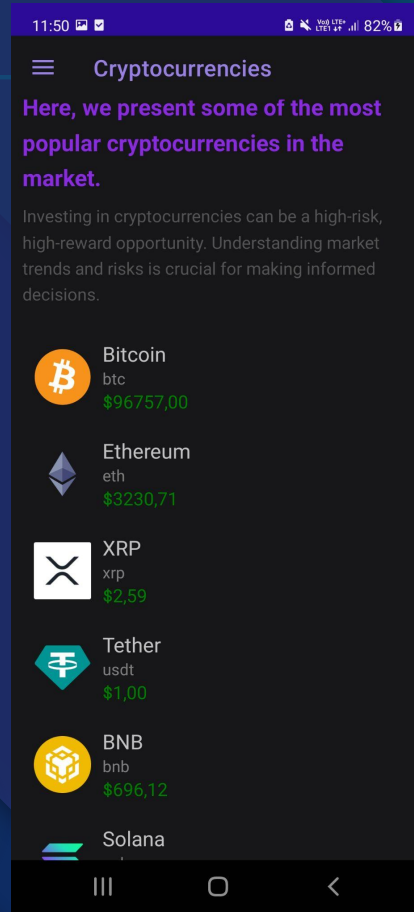 11:50 82%
Cryptocurrencies
Here, we present some of the most
popular cryptocurrencies in the
market.
Investing in cryptocurrencies can be a high-risk,
high-reward opportunity. Understanding market
trends and risks is crucial for making informed
decisions.
Bitcoin
btc
$96757,00
Ethereum
eth
$3230,71
XRP
xrp
$2,59
Tether
usdt
$1,00
BNB
bnb
$696,12
Solana